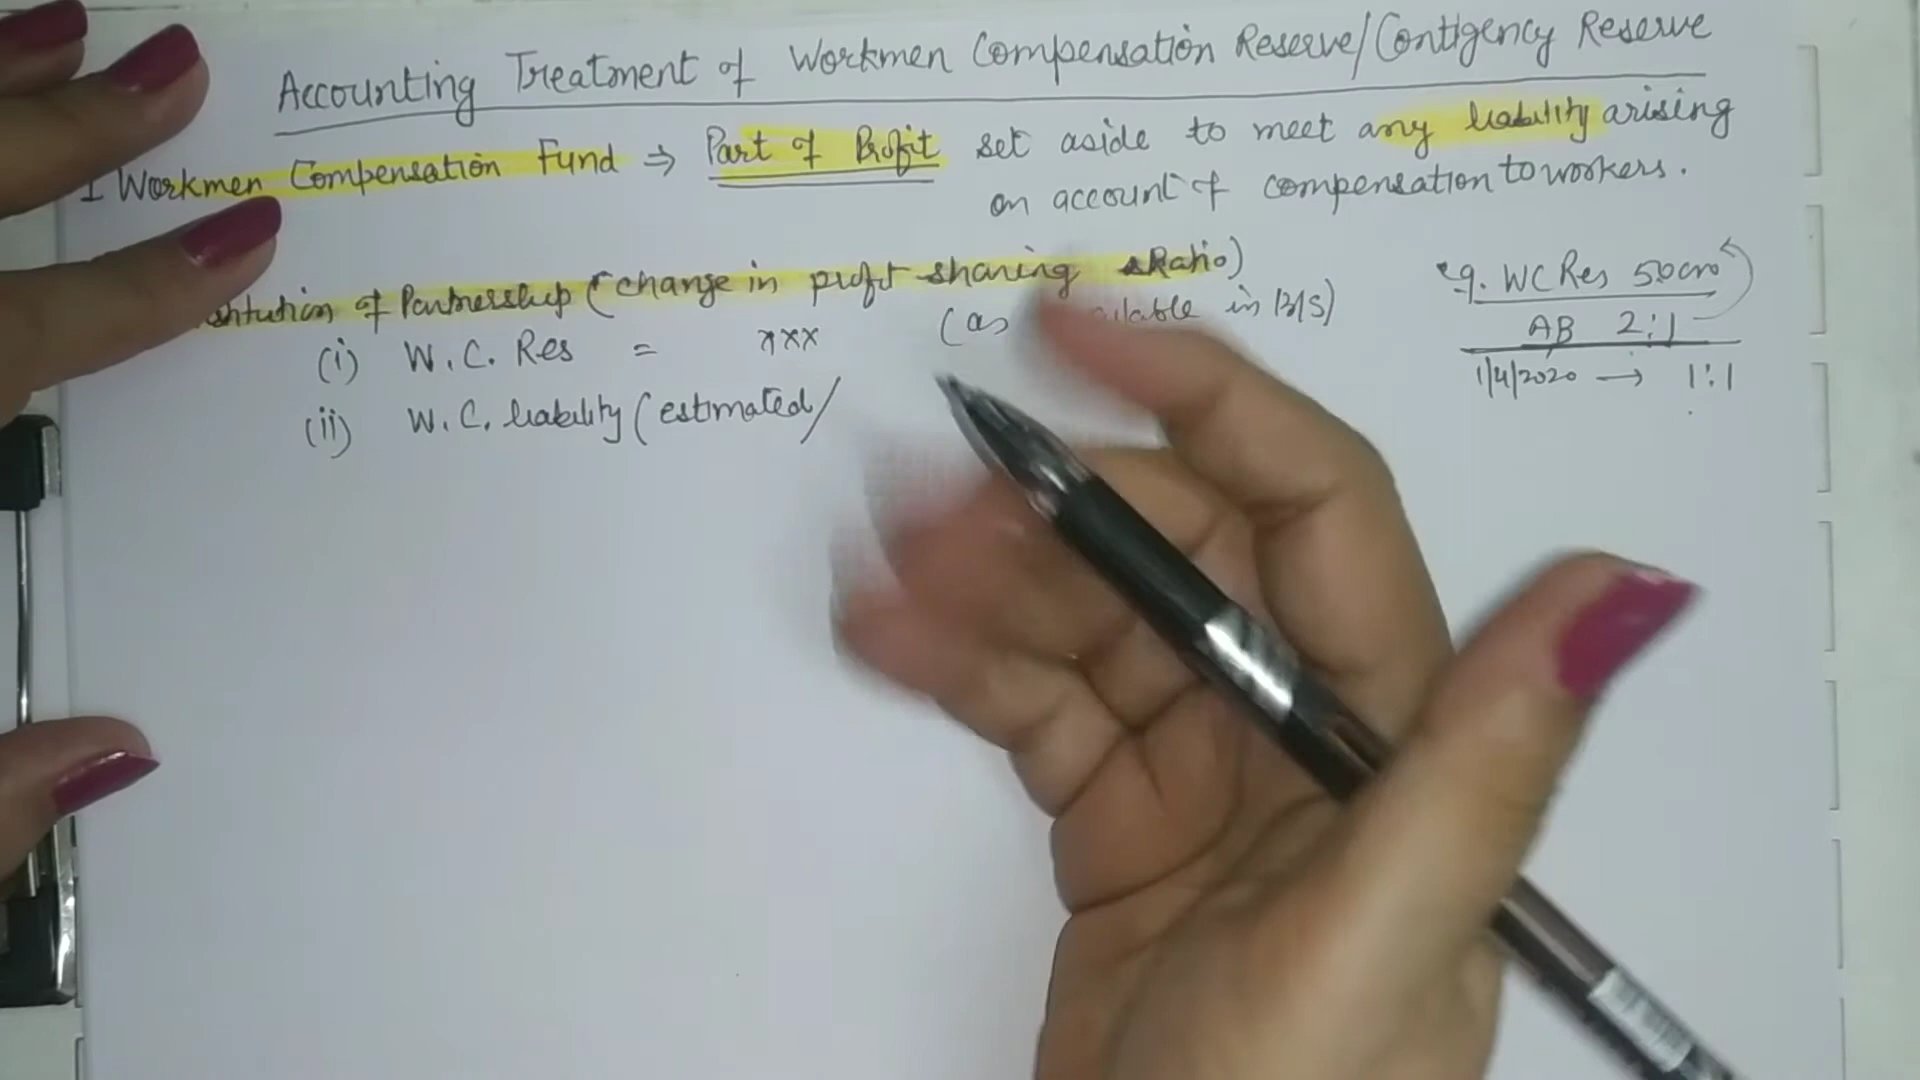 Accounting Treatment of Workmen Compensation Reserve/Contigency Reserve
Workmen Compensation Fund ⇒ Part of Profit set aside to meet any liability arising
on account of compensation to workers.
of Partnership (change in profit sharing Ratio)
(i) W.C. Res = xxx (as in B/S)
(ii) W.C. liability (estimated/
eg. WC Res 50000
AB 2:1
1/4/2020 → 1:1